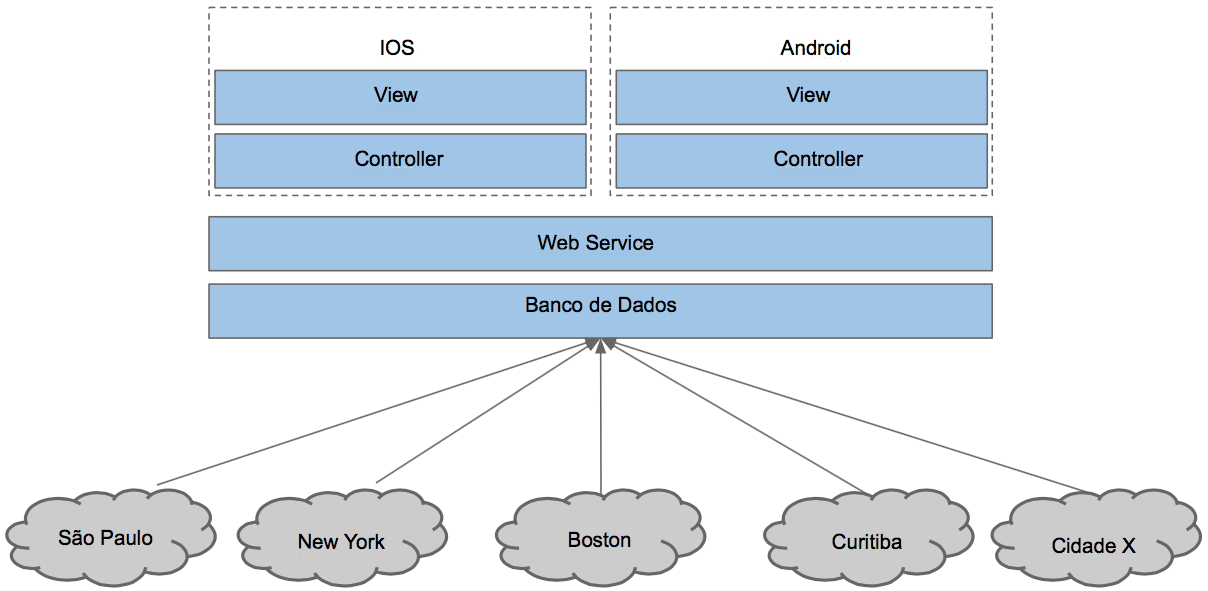 IOS
Android
View
View
Controller
Controller
Web Service
Banco de Dados
São Paulo
New York
Boston
Curitiba
Cidade X